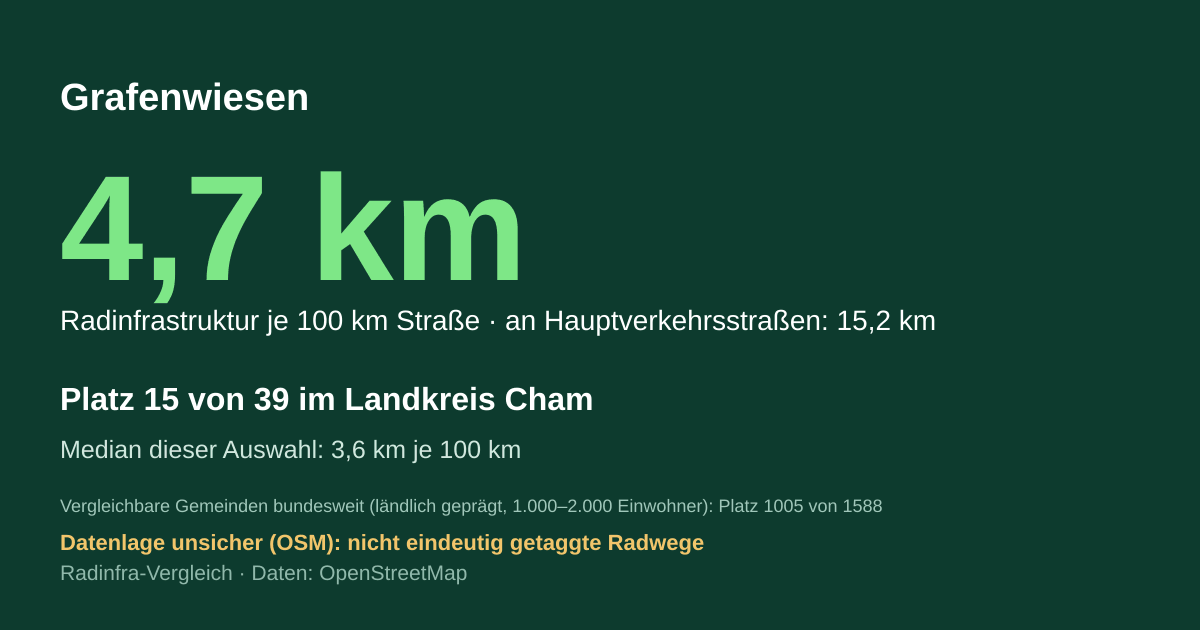 Grafenwiesen
4,7 km
Radinfrastruktur je 100 km Straße · an Hauptverkehrsstraßen: 15,2 km
Platz 15 von 39 im Landkreis Cham
Median dieser Auswahl: 3,6 km je 100 km
Vergleichbare Gemeinden bundesweit (ländlich geprägt, 1.000–2.000 Einwohner): Platz 1005 von 1588
Datenlage unsicher (OSM): nicht eindeutig getaggte Radwege
Radinfra-Vergleich · Daten: OpenStreetMap